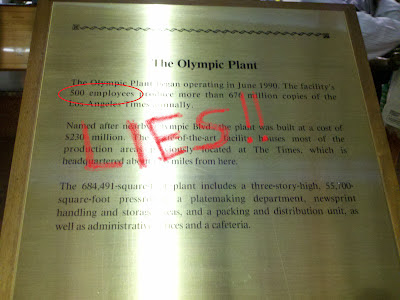 The Olympic Plant
The Olympic Plant began operating in June 1990. The facility's
500 employees produce more than 676 million copies of the
Los Angeles Times annually.
Named after nearby Olympic Blvd., the plant was built at a cost of
$230 million. The state-of-the-art facility houses most of the
production areas previously located at The Times, which is
headquartered about miles from here.
The 684,491-square-foot plant includes a three-story-high,
square-foot pressroom, a platemaking department, newsprint
handling and storage areas, and a packing and distribution unit, as
well as administrative offices and a cafeteria.
LIES!!